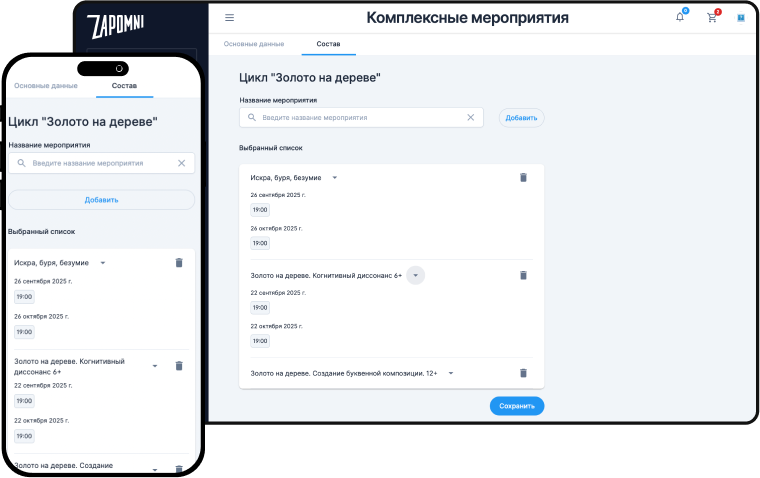 ZAPOMNI
Комплексные мероприятия
6
2
Основные данные
Состав
Цикл "Золото на дереве"
Название мероприятия
Введите название мероприятия
Добавить
Выбранный список
Искра, буря, безумие
26 сентября 2025 г.
19:00
26 октября 2025 г.
19:00
Золото на дереве. Когнитивный диссонанс 6+
22 сентября 2025 г.
19:00
22 октября 2025 г.
19:00
Золото на дереве. Создание буквенной композиции. 12+
Сохранить
Основные данные
Состав
Цикл "Золото на дереве"
Название мероприятия
Введите название мероприятия
Добавить
Выбранный список
Искра, буря, безумие
26 сентября 2025 г.
19:00
26 октября 2025 г.
19:00
Золото на дереве. Когнитивный
диссонанс 6+
22 сентября 2025 г.
19:00
22 октября 2025 г.
19:00
Золото на дереве. Создание